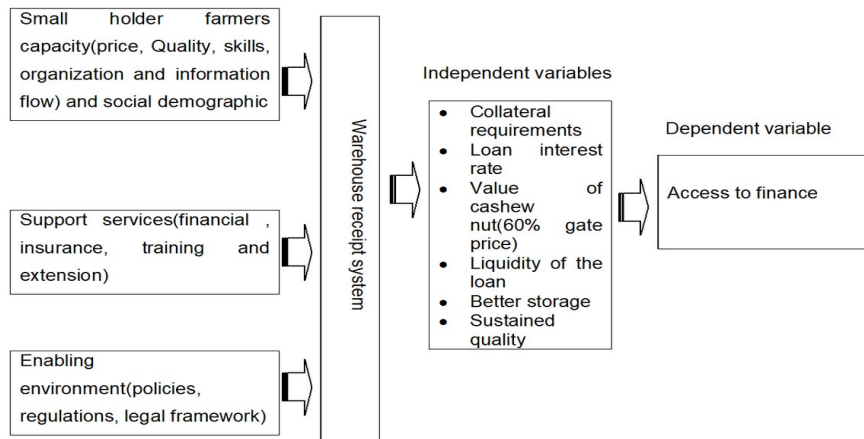 Small holder farmers
capacity(price, Quality, skills,
organization and information
flow) and social demographic
Support services(financial ,
insurance, training and
extension)
Enabling
environment(policies,
regulations, legal framework)
Warehouse receipt system
Independent variables
● Collateral
requirements
● Loan interest
rate
● Value of
cashew
nut(60% gate
price)
● Liquidity of the
loan
● Better storage
● Sustained
quality
Dependent variable
Access to finance